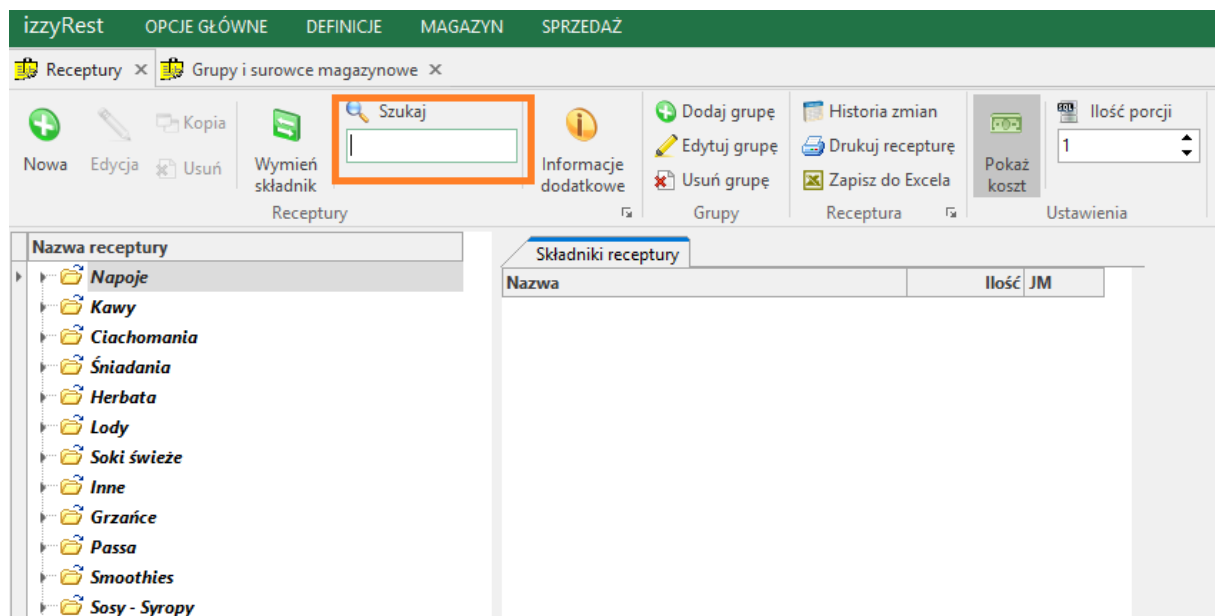 izzyRest OPCJE GŁÓWNE DEFINICJE MAGAZYN SPRZEDAŻ
Receptury Grupy i surowce magazynowe
Nowa
Edycja
Kopia
Usuń
Wymień
składnik
Szukaj
Informacje
dodatkowe
Receptury
Dodaj grupę
Edytuj grupę
Usuń grupę
Grupy
Historia zmian
Drukuj recepturę
Zapisz do Excela
Receptura
Pokaż
koszt
SQL
Ilość porcji
1
Ustawienia
Nazwa receptury
Napoje
Kawy
Ciachomania
Śniadania
Herbata
Lody
Soki świeże
Inne
Grzańce
Passa
Smoothies
Sosy - Syropy
Składniki receptury
Nazwa Ilość JM